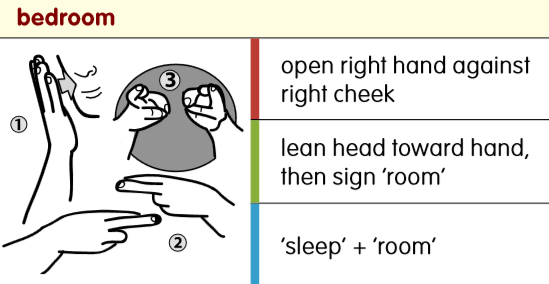 bedroom
①
③
②
open right hand against
right cheek
lean head toward hand,
then sign ‘room’
‘sleep’ + ‘room’